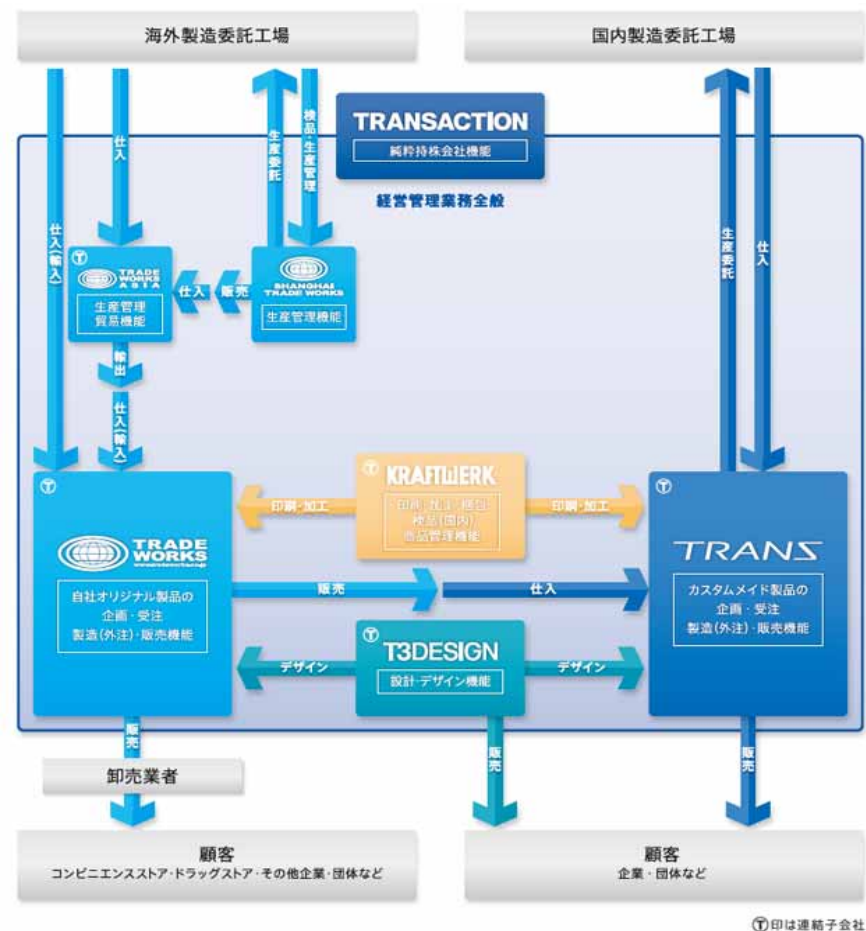 海外製造委託工場
国内製造委託工場
TRANSACTION
純粋持株会社機能
経営管理業務全般
仕入(輸入)
仕入
生産委託
検品・生産管理
生産委託
仕入
Ⓣ
TRADE
WORKS
ASIA
生産管理
貿易機能
仕入
販売
SHANGHAI
TRADE WORKS
生産管理機能
輸出
仕入(輸入)
Ⓣ
TRADE
WORKS
自社オリジナル製品の
企画・受注
製造(外注)・販売機能
印刷・加工
Ⓣ
KRAFTWERK
印刷・加工・梱包
検品(国内)
商品管理機能
印刷・加工
販売
仕入
デザイン
Ⓣ
T3DESIGN
設計・デザイン機能
デザイン
Ⓣ
TRANS
カスタムメイド製品の
企画・受注
製造(外注)・販売機能
販売
販売
販売
卸売業者
顧客
コンビニエンスストア・ドラッグストア・その他企業・団体など
顧客
企業・団体など
Ⓣ印は連結子会社